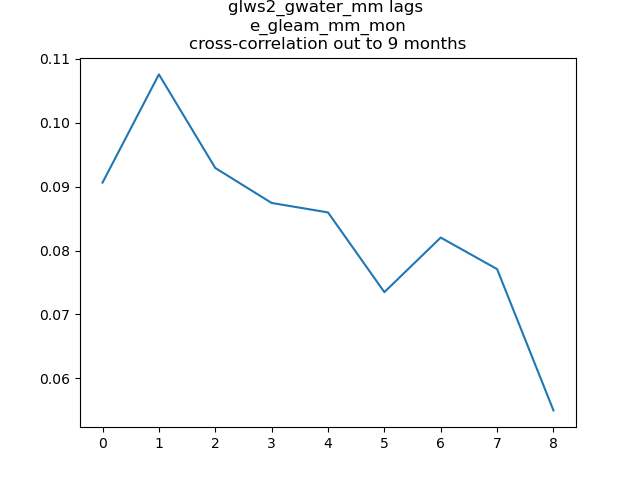 glws2_gwater_mm lags
e_gleam_mm_mon
cross-correlation out to 9 months
0.11
0.10
0.09
0.08
0.07
0.06
0 1 2 3 4 5 6 7 8